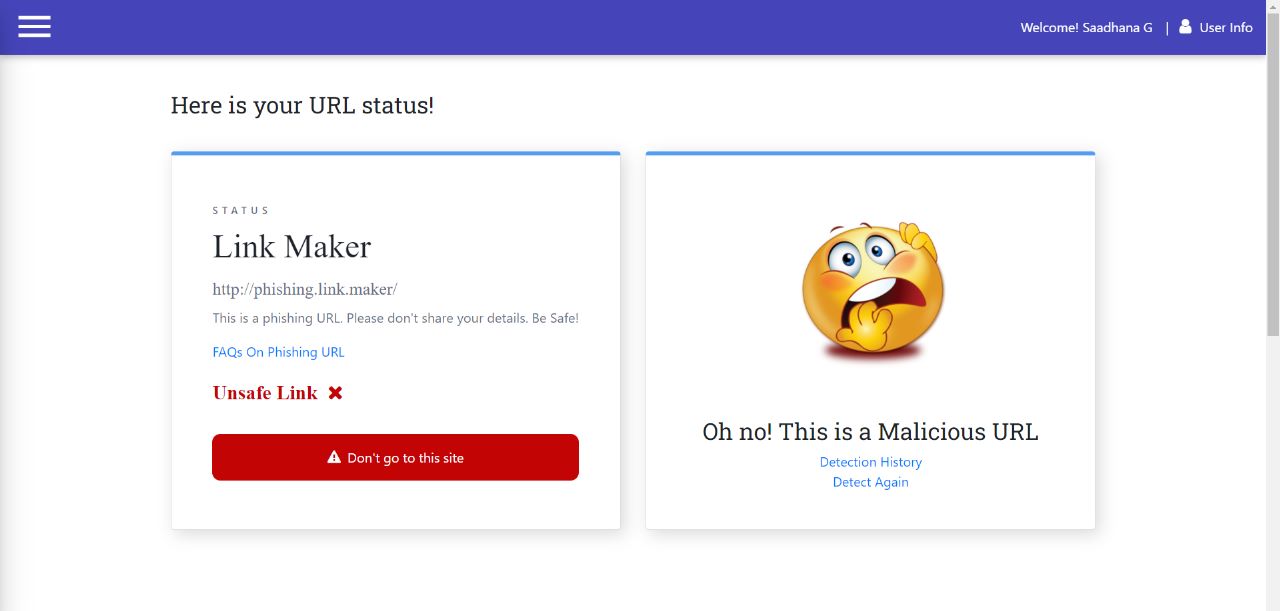 Welcome! Saadhana G | User Info
Here is your URL status!
STATUS
Link Maker
http://phishing.link.maker/
This is a phishing URL. Please don't share your details. Be Safe!
FAQs On Phishing URL
Unsafe Link ✖
Don't go to this site
Oh no! This is a Malicious URL
Detection History
Detect Again